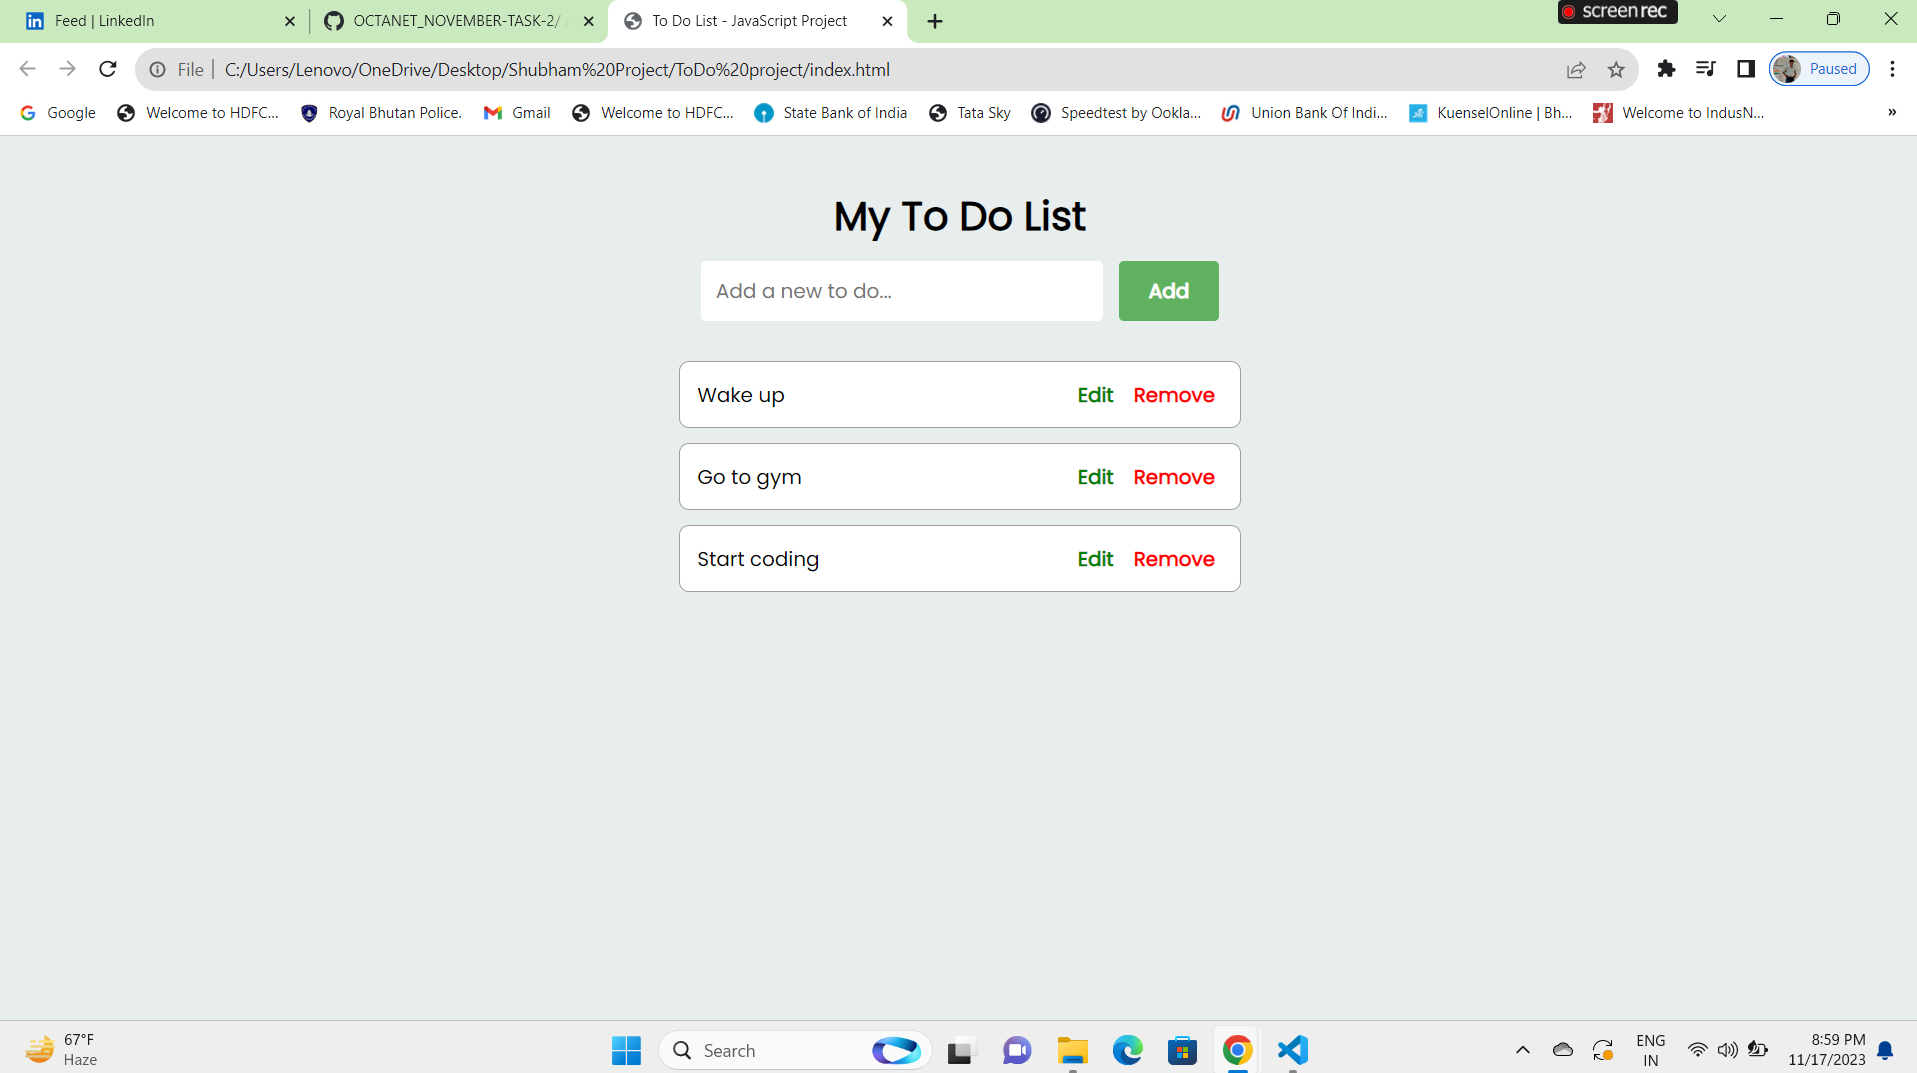 Feed | LinkedIn
OCTANET_NOVEMBER-TASK-2/
To Do List - JavaScript Project
screenrec
File
C:/Users/Lenovo/OneDrive/Desktop/Shubham%20Project/ToDo%20project/index.html
Paused
Google
Welcome to HDFC...
Royal Bhutan Police.
Gmail
Welcome to HDFC...
State Bank of India
Tata Sky
Speedtest by Ookla...
Union Bank Of Indi...
KuenselOnline | Bh...
Welcome to IndusN...
»
My To Do List
Add a new to do...
Add
Wake up Edit Remove
Go to gym Edit Remove
Start coding Edit Remove
67°F
Haze
Search
ENG
IN
8:59 PM
11/17/2023